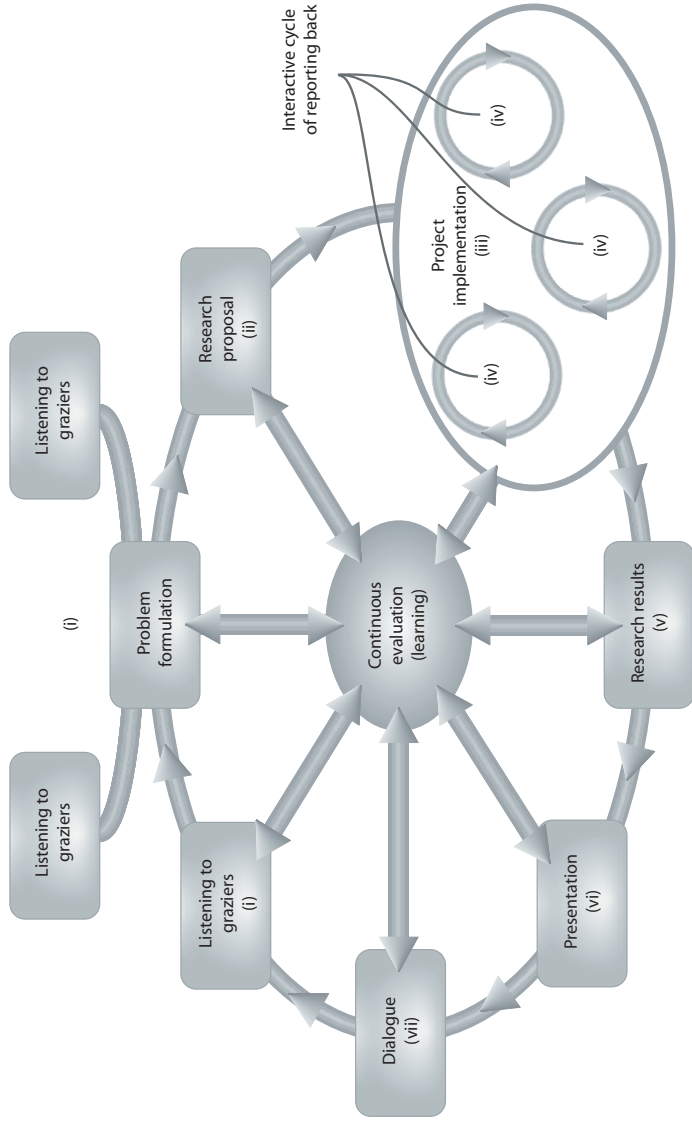 Listening to
graziers
Listening to
graziers
(i)
Problem
formulation
Listening to
graziers
(i)
Research
proposal
(ii)
Interactive cycle
of reporting back
Dialogue
(vii)
Continuous
evaluation
(learning)
Project
implementation
(iii)
(iv)
(iv)
(iv)
Presentation
(vi)
Research results
(v)